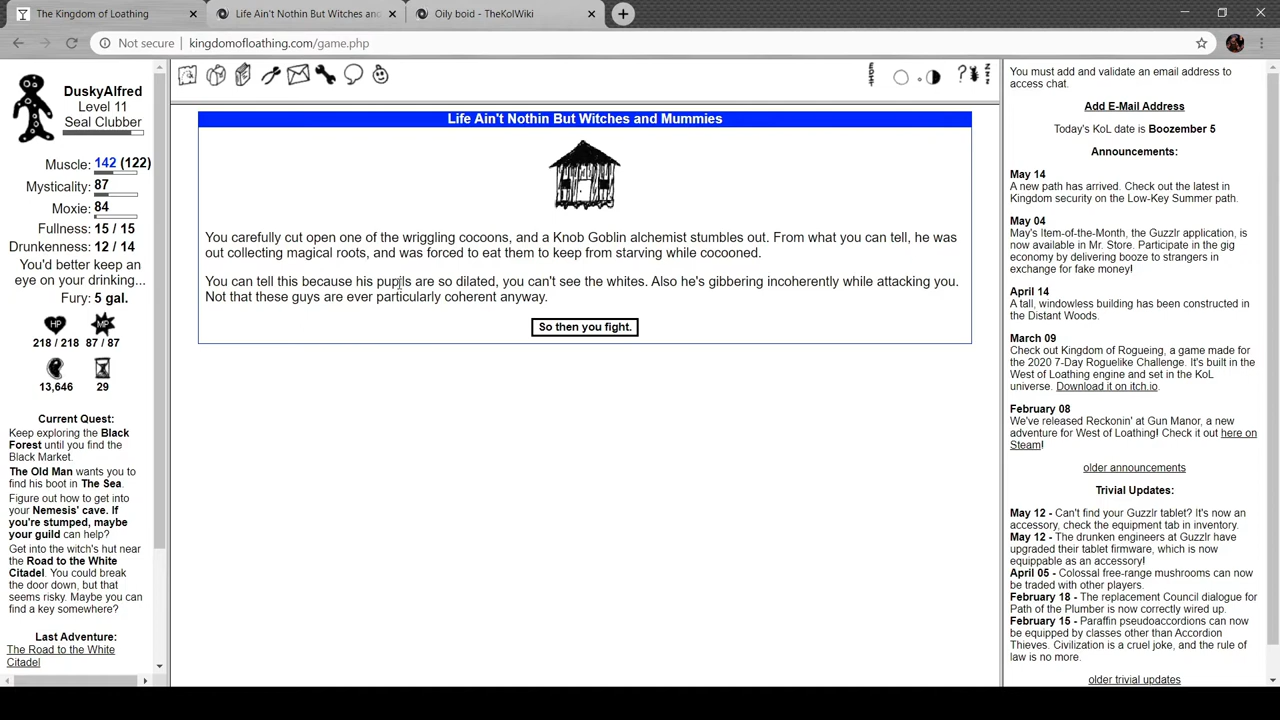 The Kingdom of Loathing
Life Ain't Nothin But Witches and
Oily boid - TheKolWiki
Not secure | kingdomofloathing.com/game.php
DuskyAlfred
Level 11
Seal Clubber
Muscle: 142 (122)
Mysticality: 87
Moxie: 84
Fullness: 15 / 15
Drunkenness: 12 / 14
You'd better keep an
eye on your drinking...
Fury: 5 gal.
HP MP
218 / 218 87 / 87
13,646 29
Current Quest:
Keep exploring the Black
Forest until you find the
Black Market.
The Old Man wants you to
find his boot in The Sea.
Figure out how to get into
your Nemesis' cave. If
you're stumped, maybe
your guild can help?
Get into the witch's hut near
the Road to the White
Citadel. You could break
the door down, but that
seems risky. Maybe you can
find a key somewhere?
Last Adventure:
The Road to the White
Citadel
Life Ain't Nothin But Witches and Mummies
You carefully cut open one of the wriggling cocoons, and a Knob Goblin alchemist stumbles out. From what you can tell, he was
out collecting magical roots, and was forced to eat them to keep from starving while cocooned.
You can tell this because his pupils are so dilated, you can't see the whites. Also he's gibbering incoherently while attacking you.
Not that these guys are ever particularly coherent anyway.
So then you fight.
You must add and validate an email address to
access chat.
Add E-Mail Address
Today's KoL date is Boozember 5
Announcements:
May 14
A new path has arrived. Check out the latest in
Kingdom security on the Low-Key Summer path.
May 04
May's Item-of-the-Month, the Guzzlr application, is
now available in Mr. Store. Participate in the gig
economy by delivering booze to strangers in
exchange for fake money!
April 14
A tall, windowless building has been constructed in
the Distant Woods.
March 09
Check out Kingdom of Rogueing, a game made for
the 2020 7-Day Roguelike Challenge. It's built in the
West of Loathing engine and set in the KoL
universe. Download it on itch.io.
February 08
We've released Reckonin' at Gun Manor, a new
adventure for West of Loathing! Check it out here on
Steam!
older announcements
Trivial Updates:
May 12 - Can't find your Guzzlr tablet? It's now an
accessory, check the equipment tab in inventory.
May 12 - The drunken engineers at Guzzlr have
upgraded their tablet firmware, which is now
equippable as an accessory!
April 05 - Colossal free-range mushrooms can now
be traded with other players.
February 18 - The replacement Council dialogue for
Path of the Plumber is now correctly wired up.
February 15 - Paraffin pseudoaccordions can now
be equipped by classes other than Accordion
Thieves. Civilization is a cruel joke, and the rule of
law is no more.
older trivial updates